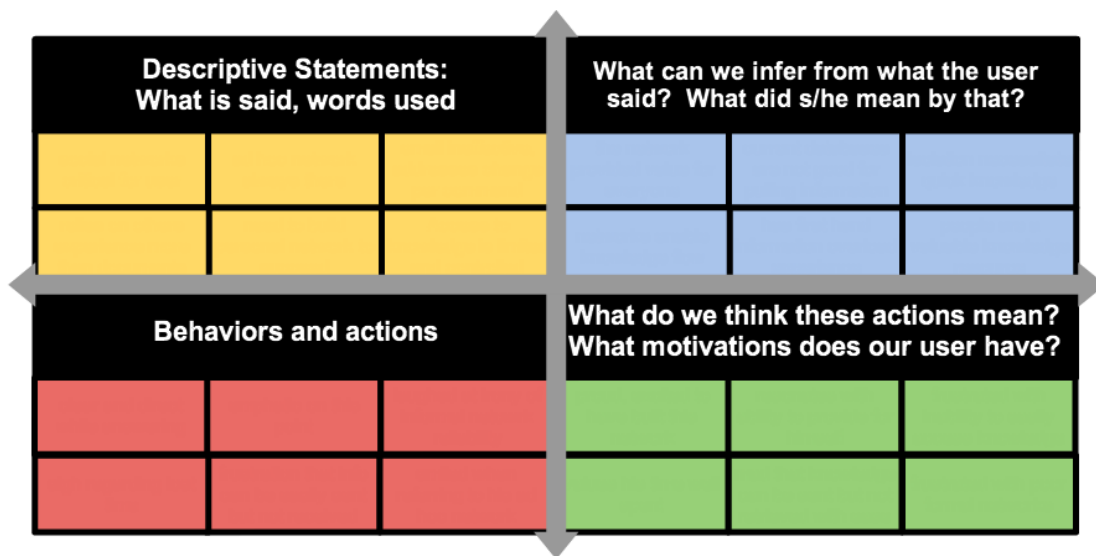 Descriptive Statements:
What is said, words used
What can we infer from what the user
said?  What did s/he mean by that?
Behaviors and actions
What do we think these actions mean?
What motivations does our user have?